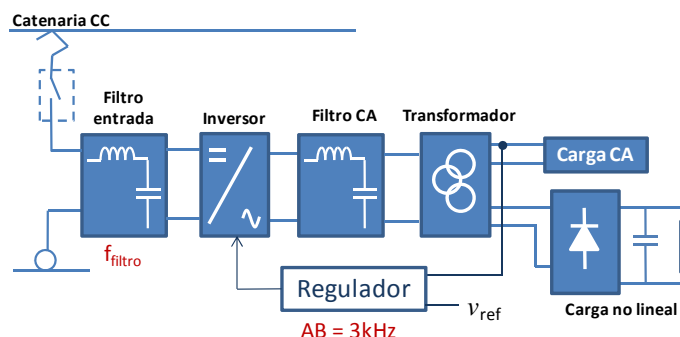 Catenaria CC
Filtro
entrada
Inversor
Filtro CA
Transformador
Carga CA
f_filtro
Regulador
v_ref
AB = 3kHz
Carga no lineal